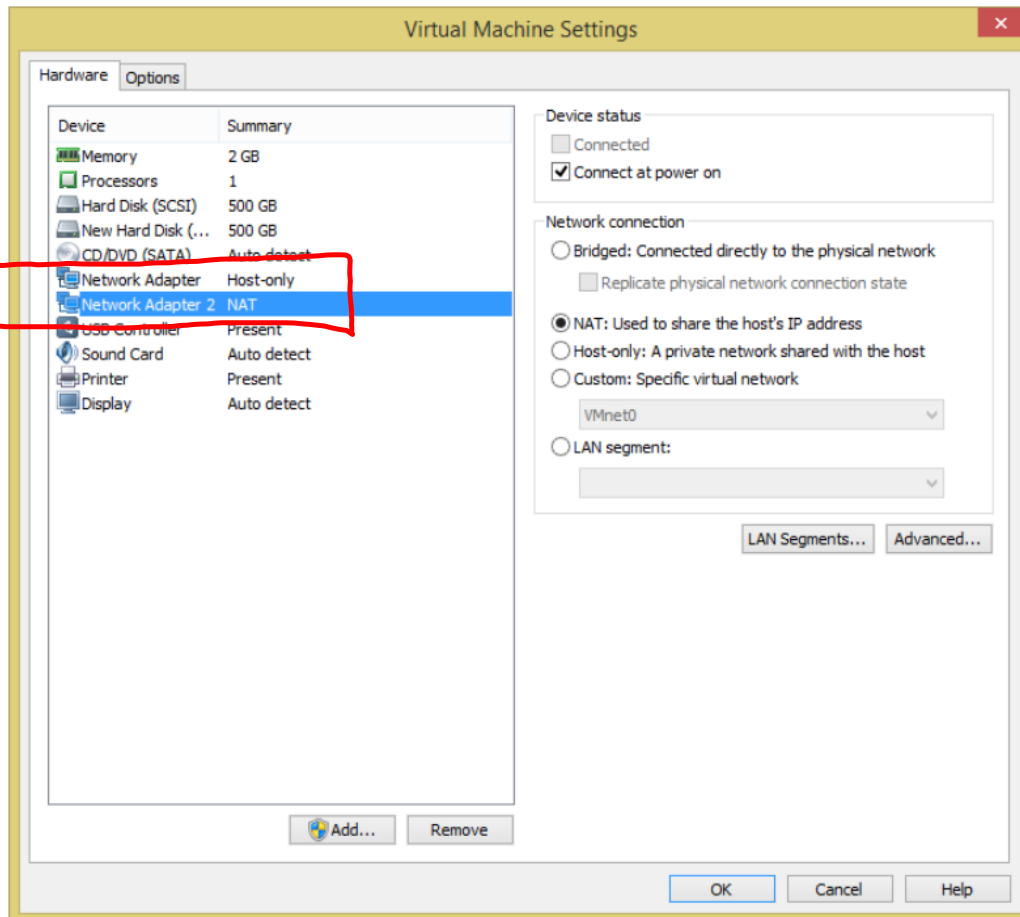 Virtual Machine Settings
Hardware Options
Device Summary
Memory 2 GB
Processors 1
Hard Disk (SCSI) 500 GB
New Hard Disk (... 500 GB
CD/DVD (SATA) Auto detect
Network Adapter Host-only
Network Adapter 2 NAT
USB Controller Present
Sound Card Auto detect
Printer Present
Display Auto detect
Add... Remove
Device status
Connected
Connect at power on
Network connection
Bridged: Connected directly to the physical network
Replicate physical network connection state
NAT: Used to share the host's IP address
Host-only: A private network shared with the host
Custom: Specific virtual network
VMnet0
LAN segment:
LAN Segments... Advanced...
OK Cancel Help